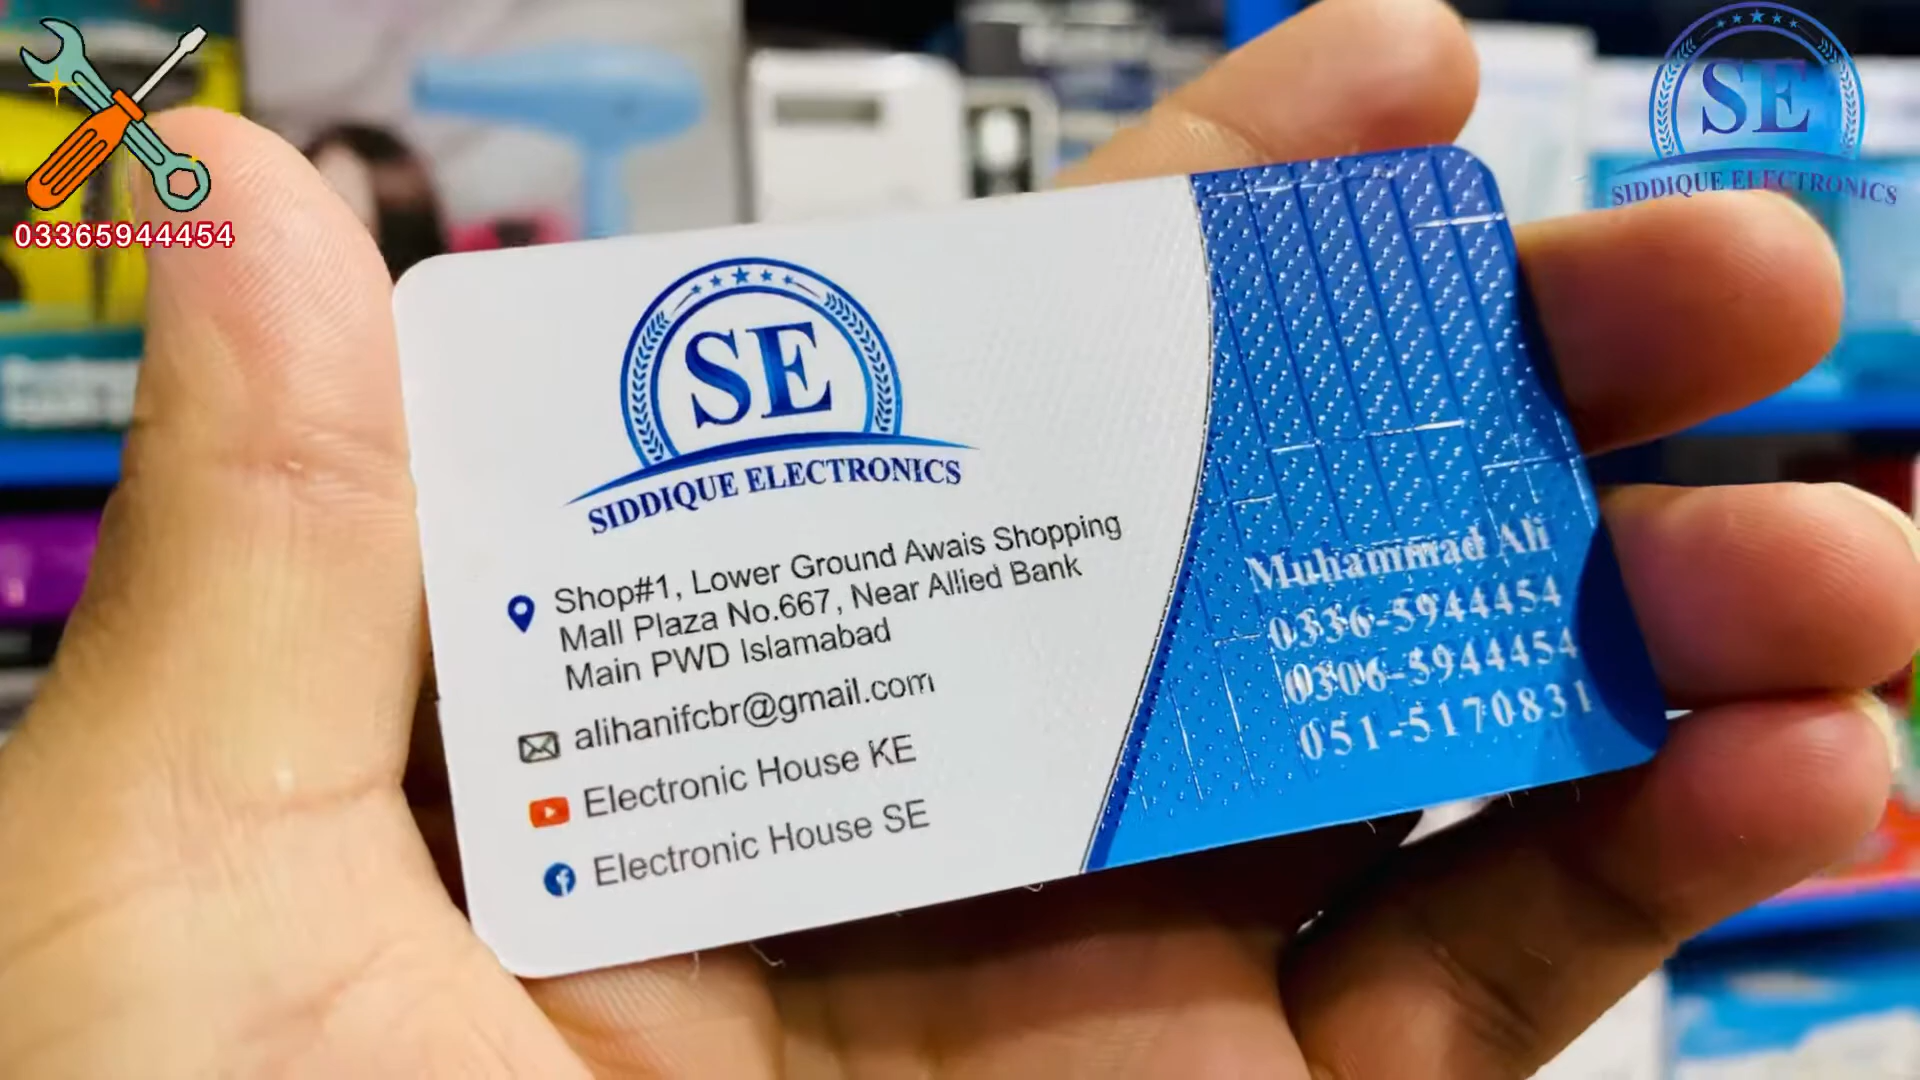 03365944454
SE
SIDDIQUE ELECTRONICS
SE
SIDDIQUE ELECTRONICS
Shop#1, Lower Ground Awais Shopping
Mall Plaza No.667, Near Allied Bank
Main PWD Islamabad
alihanifcbr@gmail.com
Electronic House KE
Electronic House SE
Muhammad Ali
0336-5944454
0306-5944454
051-5170831